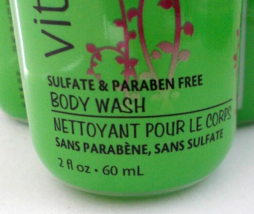 vit
SULFATE & PARABEN FREE
BODY WASH
NETTOYANT POUR LE CORPS
SANS PARABÈNE, SANS SULFATE
2 fl oz • 60 mL